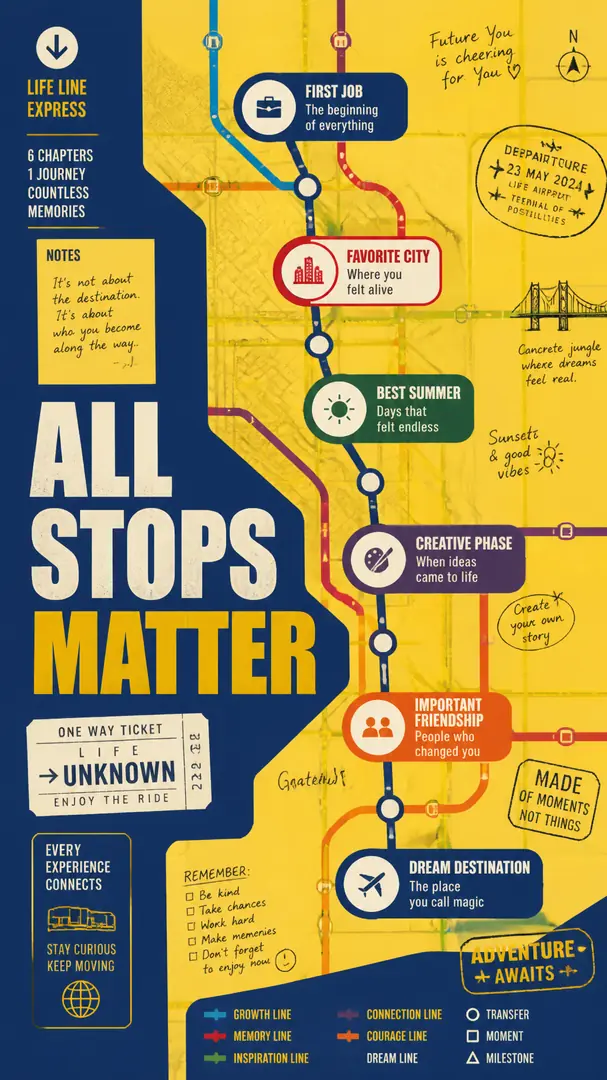 LIFE LINE
EXPRESS
6 CHAPTERS
1 JOURNEY
COUNTLESS
MEMORIES
NOTES
It's not about
the destination.
It's about
who you become
along the way..
ALL
STOPS
MATTER
ONE WAY TICKET
LIFE
→UNKNOWN
ENJOY THE RIDE
EVERY
EXPERIENCE
CONNECTS
STAY CURIOUS
KEEP MOVING
FIRST JOB
The beginning
of everything
FAVORITE CITY
Where you
felt alive
BEST SUMMER
Days that
felt endless
CREATIVE PHASE
When ideas
came to life
IMPORTANT
FRIENDSHIP
People who
changed you
DREAM DESTINATION
The place
you call magic
Future You
is cheering
for You
N
23 MAY 2024
Cancrete jungle
where dreams
feel real.
Sunsets
& good
vibes
Create
your own
story
MADE
OF MOMENTS
NOT THINGS
REMEMBER:
Be kind
Take chances
Work hard
Make memories
Don't forget
to enjoy now
ADVENTURE
AWAITS
GROWTH LINE
MEMORY LINE
INSPIRATION LINE
CONNECTION LINE
COURAGE LINE
DREAM LINE
TRANSFER
MOMENT
MILESTONE